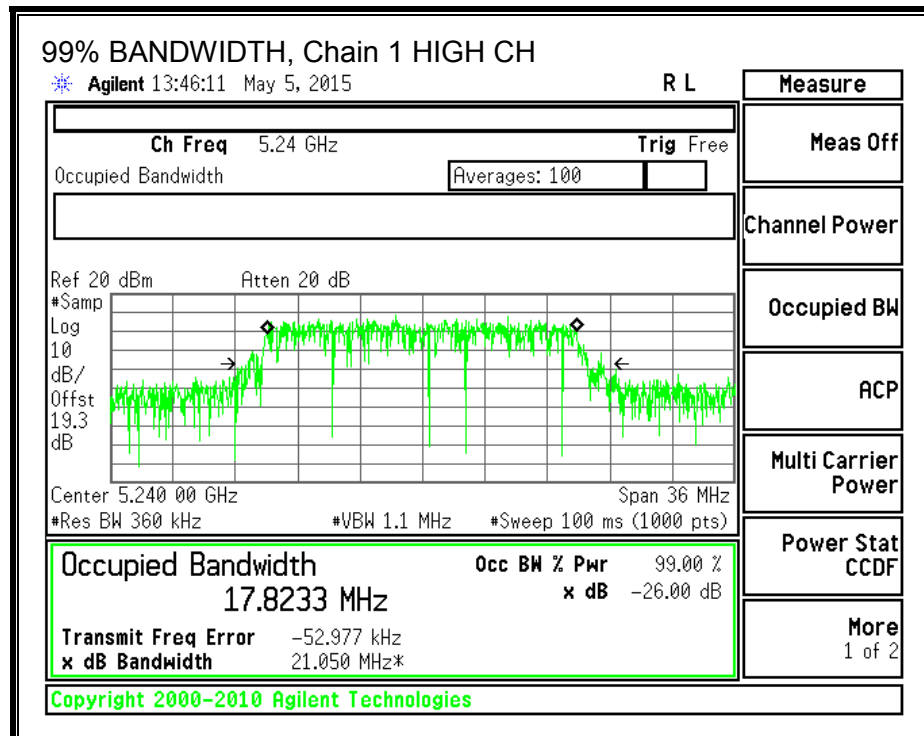 99% BANDWIDTH, Chain 1 HIGH CH
Agilent 13:46:11 May 5, 2015 R L
Measure
Ch Freq 5.24 GHz Trig Free
Meas Off
Occupied Bandwidth Averages: 100
Channel Power
Ref 20 dBm Atten 20 dB
#Samp
Log
10
dB/
Offst
19.3
dB
Occupied BW
ACP
Center 5.240 00 GHz Span 36 MHz
#Res BW 360 kHz #VBW 1.1 MHz #Sweep 100 ms (1000 pts)
Multi Carrier
Power
Occupied Bandwidth Occ BW % Pwr 99.00 %
17.8233 MHz x dB -26.00 dB
Transmit Freq Error -52.977 kHz
x dB Bandwidth 21.050 MHz*
Power Stat
CCDF
More
1 of 2
Copyright 2000-2010 Agilent Technologies